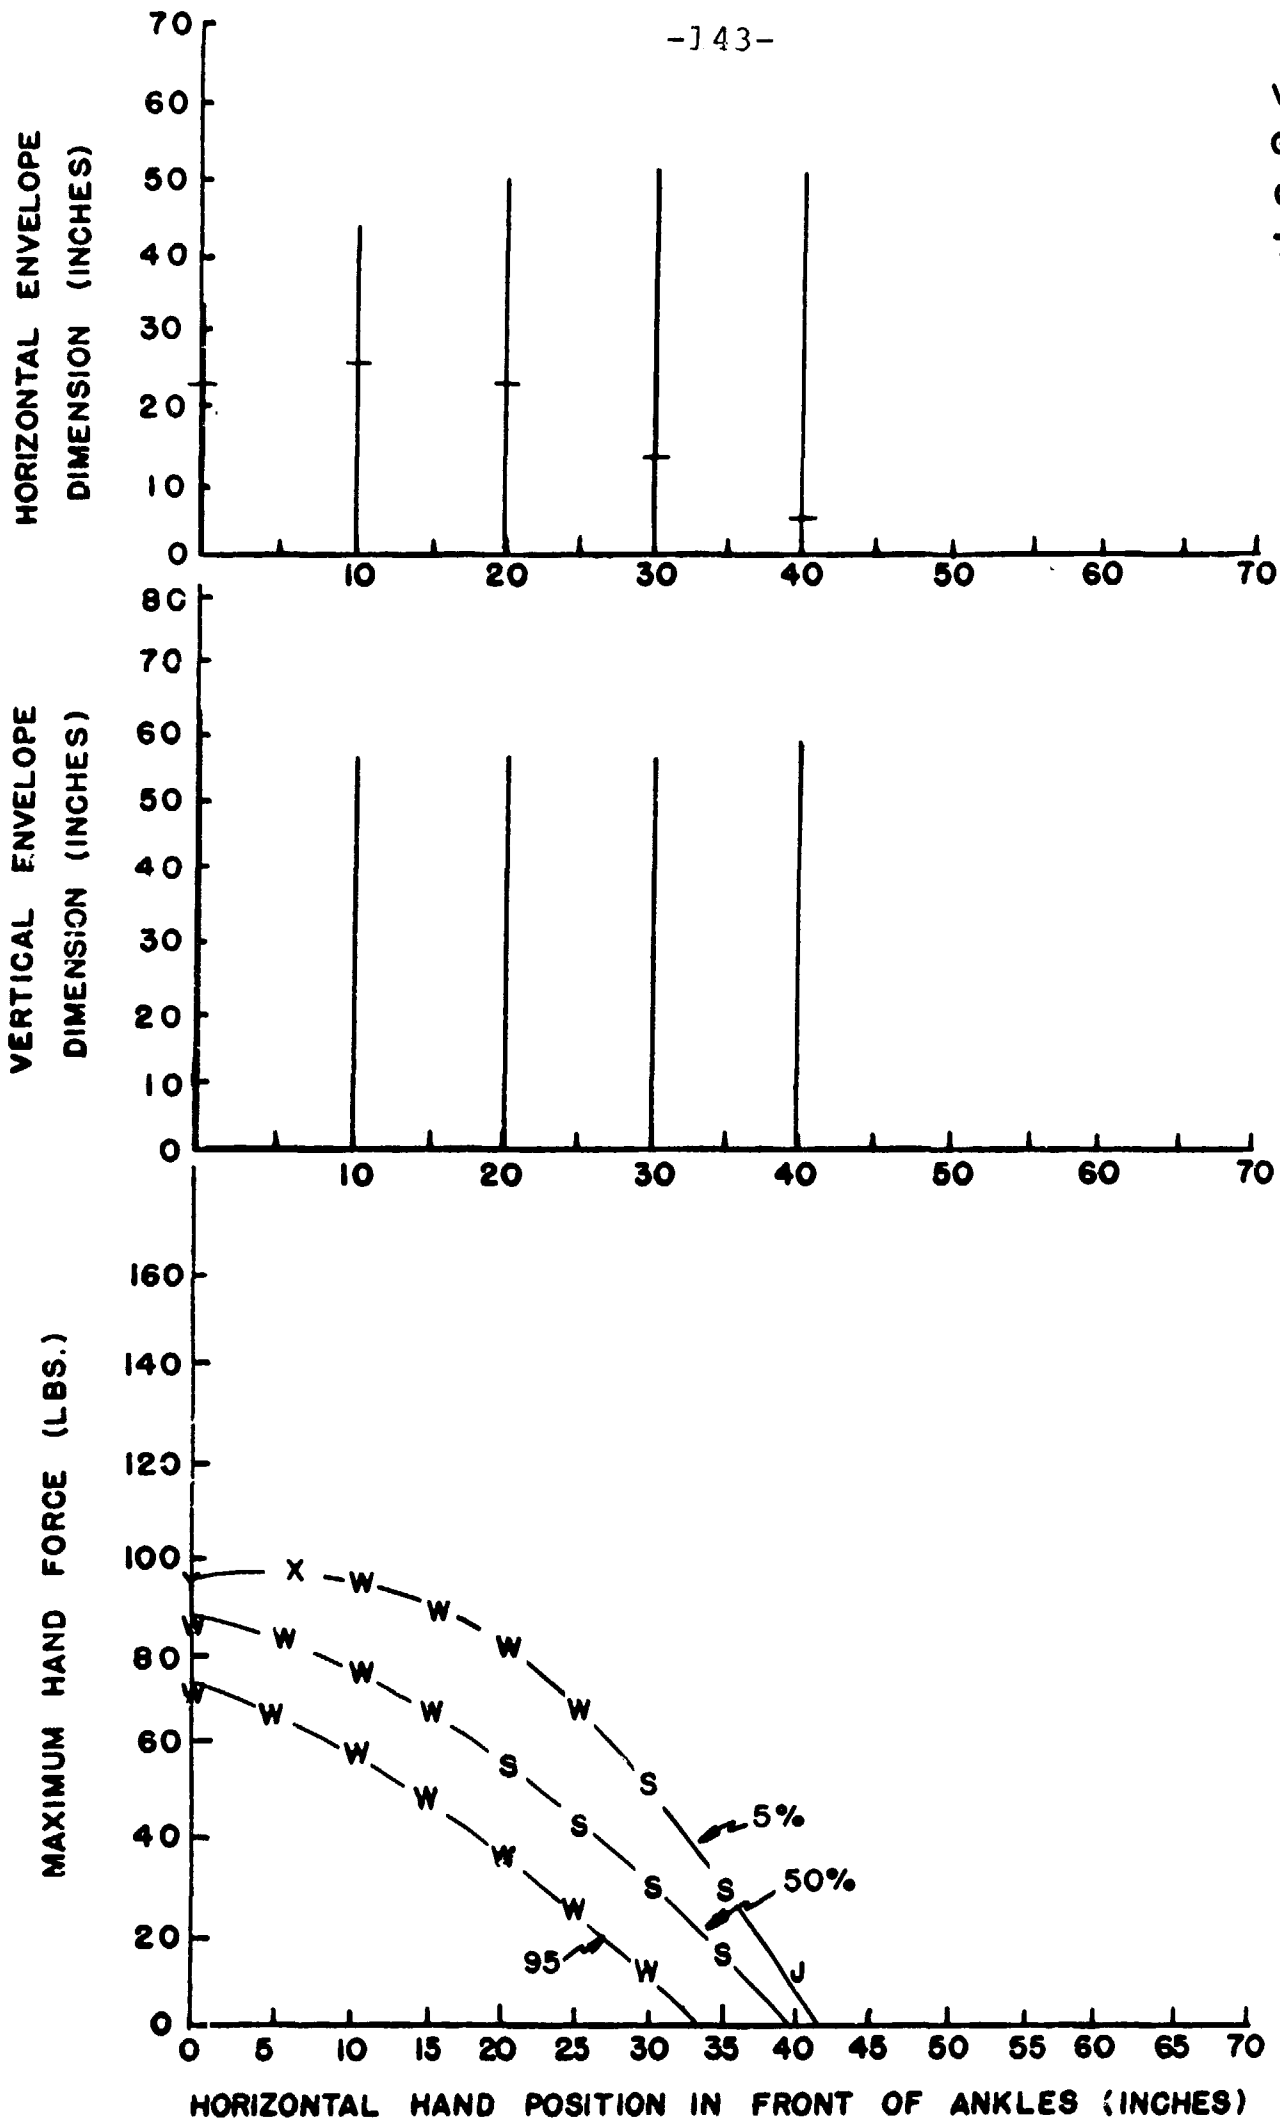 -143-
HORIZONTAL ENVELOPE
DIMENSION (INCHES)
70
60
50
40
30
20
10
0
10 20 30 40 50 60 70
VERTICAL ENVELOPE
DIMENSION (INCHES)
80
70
60
50
40
30
20
10
0
10 20 30 40 50 60 70
MAXIMUM HAND FORCE (LBS.)
160
140
120
100
80
60
40
20
0
X W W W W S S J
W W W W S S S S
W W W W W W W
5%
50%
95
0 5 10 15 20 25 30 35 40 45 50 55 60 65 70
HORIZONTAL HAND POSITION IN FRONT OF ANKLES (INCHES)